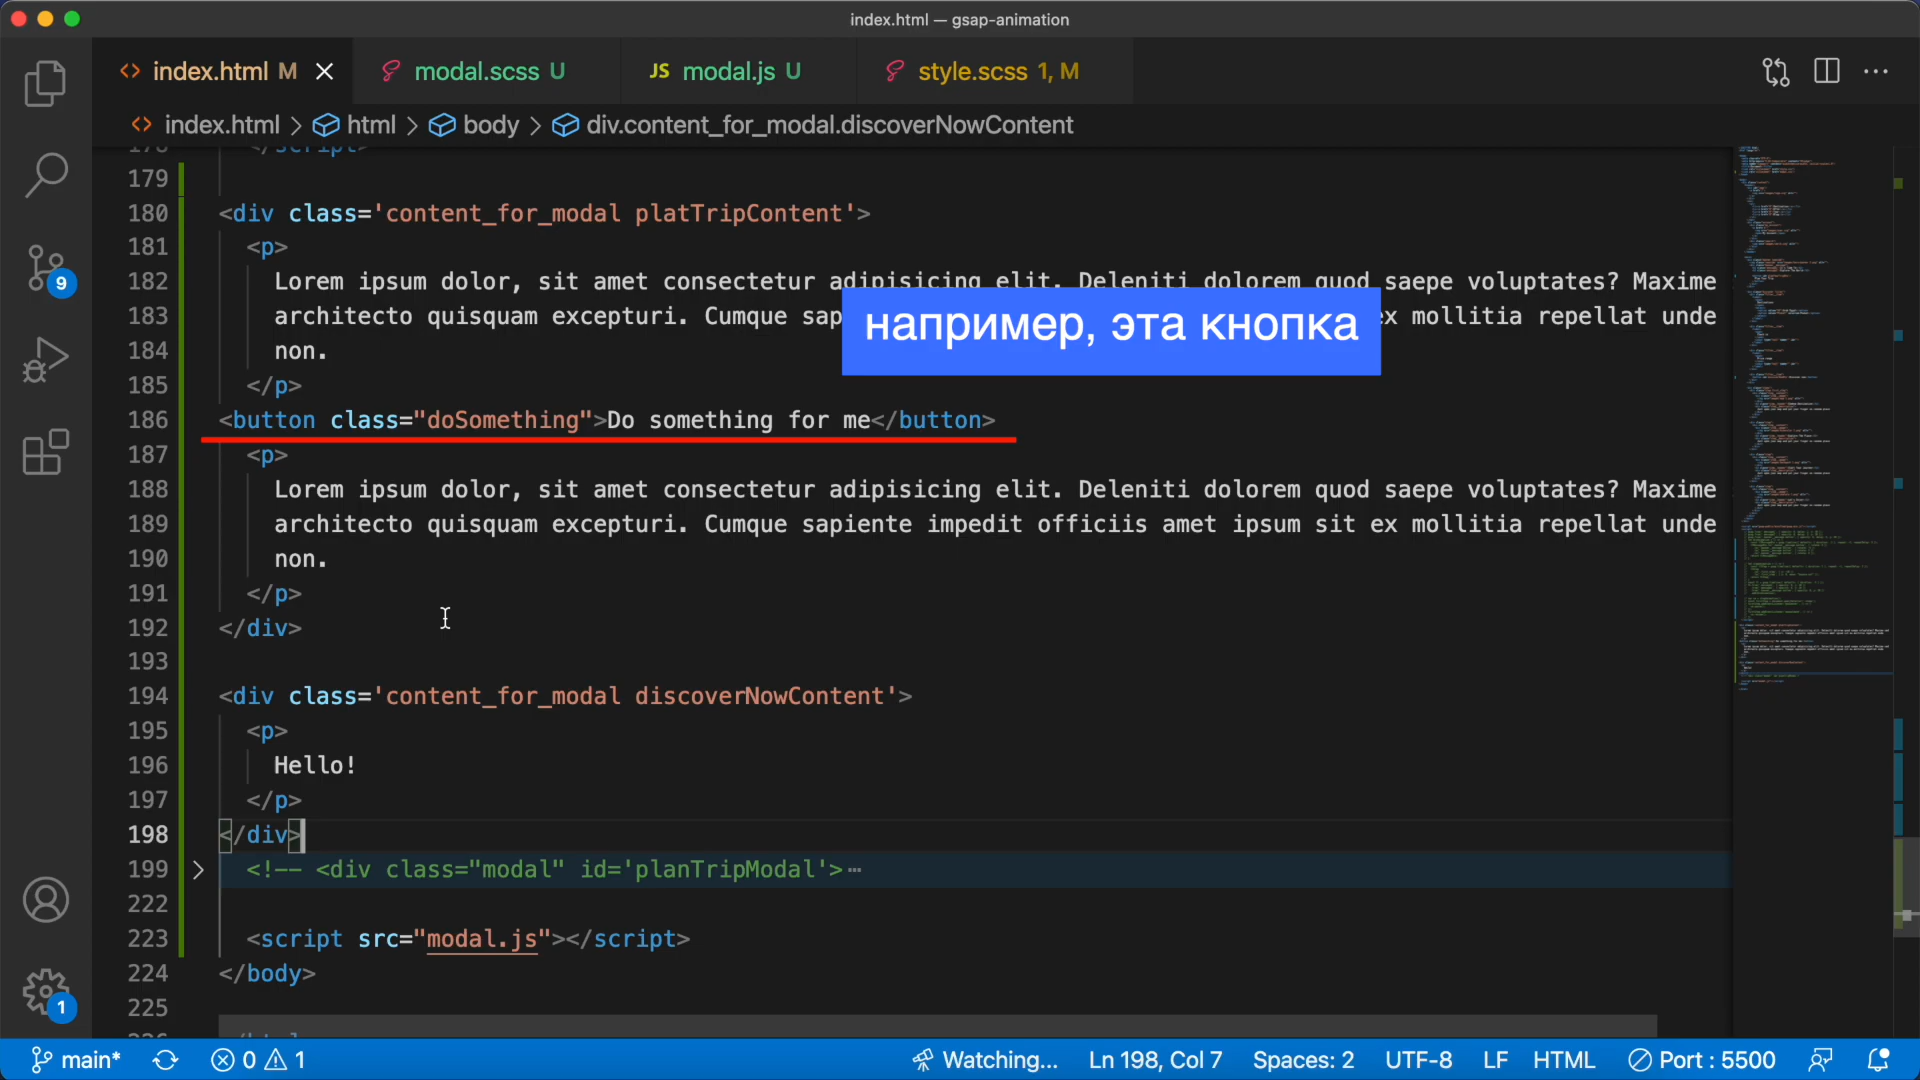 index.html — gsap-animation
index.html M modal.scss U JS modal.js U style.scss 1, M
index.html > html > body > div.content_for_modal.discoverNowContent
179
180 <div class='content_for_modal platTripContent'>
181 <p>
182 Lorem ipsum dolor, sit amet consectetur adipisicing elit. Deleniti dolorem quod saepe voluptates? Maxime
183 architecto quisquam excepturi. Cumque sap ex mollitia repellat unde
например, эта кнопка
184 non.
185 </p>
186 <button class="doSomething">Do something for me</button>
187 <p>
188 Lorem ipsum dolor, sit amet consectetur adipisicing elit. Deleniti dolorem quod saepe voluptates? Maxime
189 architecto quisquam excepturi. Cumque sapiente impedit officiis amet ipsum sit ex mollitia repellat unde
190 non.
191 </p>
192 </div>
193
194 <div class='content_for_modal discoverNowContent'>
195 <p>
196 Hello!
197 </p>
198 </div>
199 <!-- <div class="modal" id='planTripModal'>⋯
222
223 <script src="modal.js"></script>
224 </body>
225
9
1
main* 0 1 Watching... Ln 198, Col 7 Spaces: 2 UTF-8 LF HTML Port : 5500